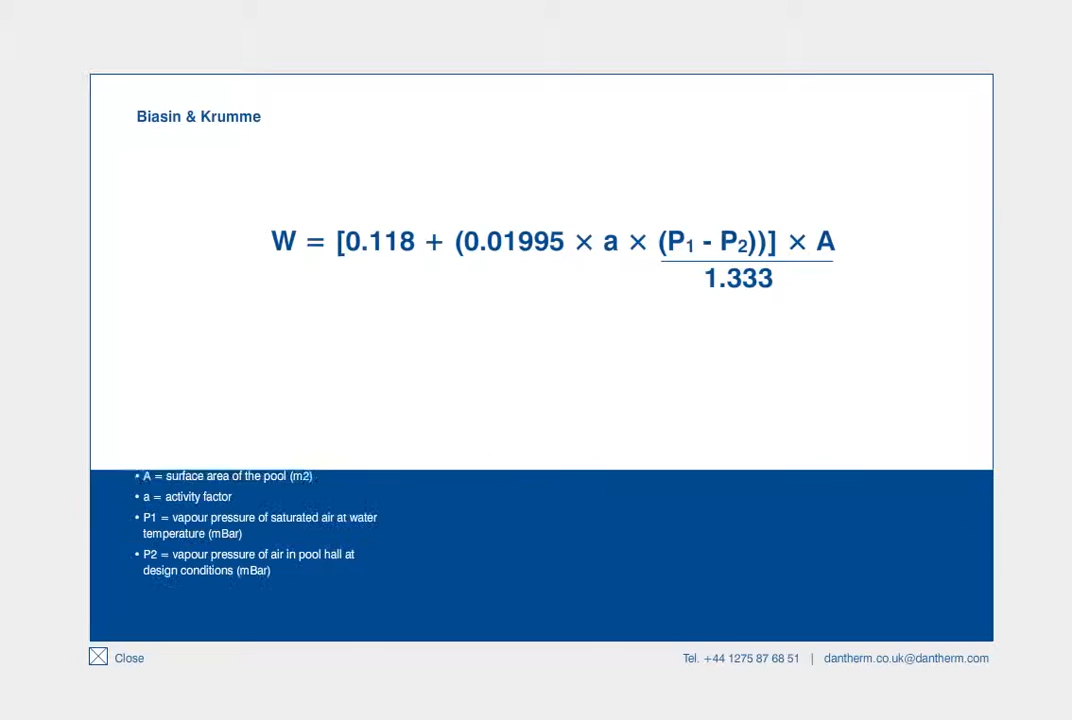 Biasin & Krumme
W = [0.118 + (0.01995 × a × (P₁ - P₂))] × A
1.333
• A = surface area of the pool (m2)
• a = activity factor
• P1 = vapour pressure of saturated air at water
temperature (mBar)
• P2 = vapour pressure of air in pool hall at
design conditions (mBar)
Close
Tel. +44 1275 87 68 51 | dantherm.co.uk@dantherm.com